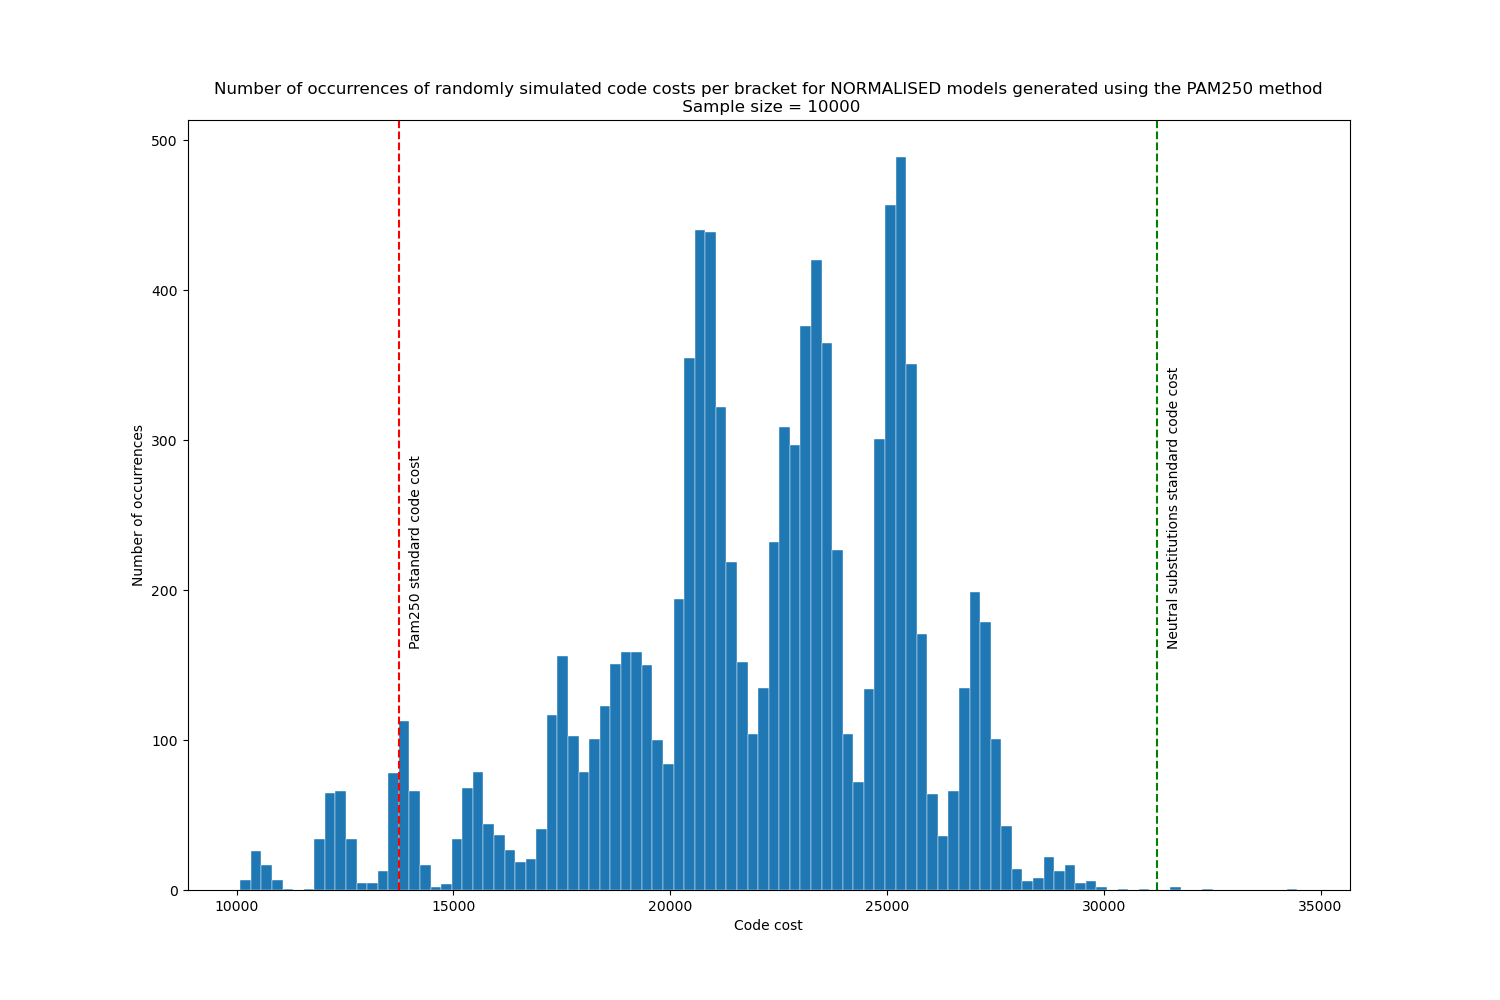 Number of occurrences of randomly simulated code costs per bracket for NORMALISED models generated using the PAM250 method
Sample size = 10000
500
400
300
200
100
0
Number of occurrences
Pam250 standard code cost
Neutral substitutions standard code cost
10000
15000
20000
25000
30000
35000
Code cost